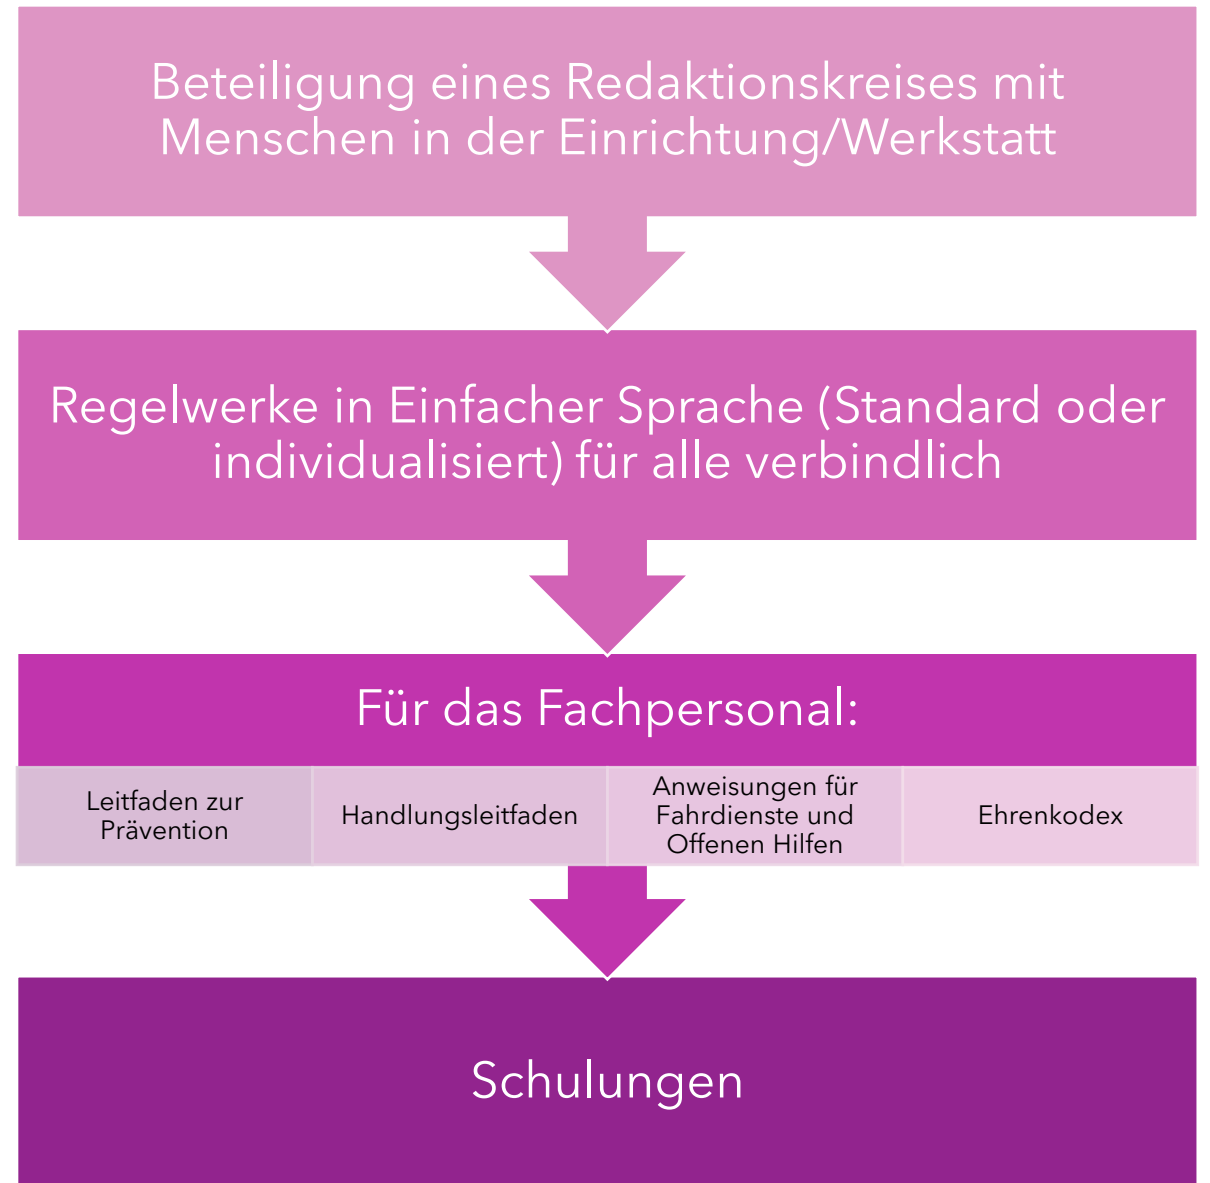 Beteiligung eines Redaktionskreises mit
Menschen in der Einrichtung/Werkstatt
Regelwerke in Einfacher Sprache (Standard oder
individualisiert) für alle verbindlich
Für das Fachpersonal:
Leitfaden zur
Prävention
Handlungsleitfaden
Anweisungen für
Fahrdienste und
Offenen Hilfen
Ehrenkodex
Schulungen